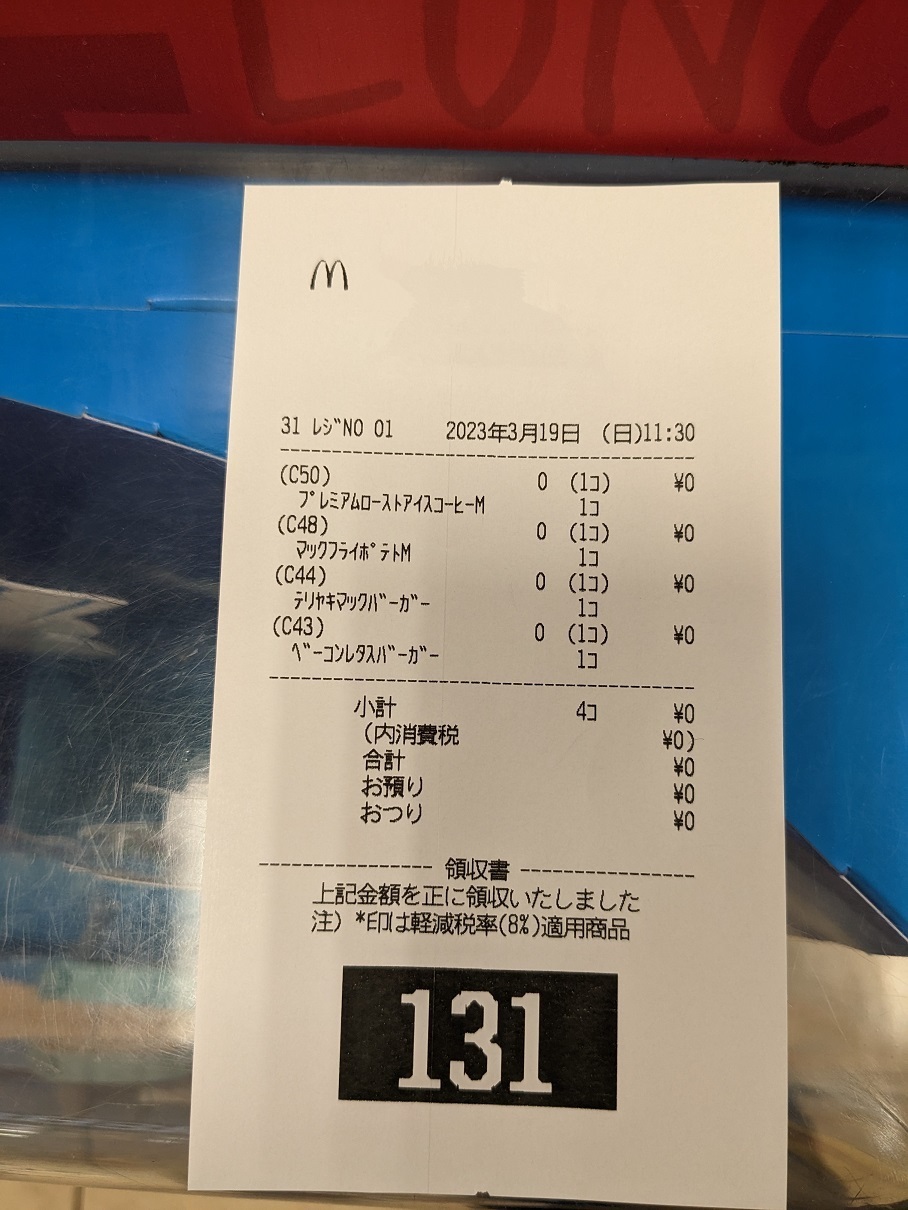 LUNC
M
31 ﾚｼﾞNO 01 2023年3月19日 (日)11:30
(C50) 0 (1コ) ¥0
ﾌﾟﾚﾐｱﾑﾛｰｽﾄｱｲｽｺｰﾋｰM 1コ
(C48) 0 (1コ) ¥0
ﾏｯｸﾌﾗｲﾎﾟﾃﾄM 1コ
(C44) 0 (1コ) ¥0
ﾃﾘﾔｷﾏｯｸﾊﾞｰｶﾞｰ 1コ
(C43) 0 (1コ) ¥0
ﾍﾞｰｺﾝﾚﾀｽﾊﾞｰｶﾞｰ 1コ
小計 4コ ¥0
(内消費税 ¥0)
合計 ¥0
お預り ¥0
おつり ¥0
領収書
上記金額を正に領収いたしました
注) *印は軽減税率(8%)適用商品
131